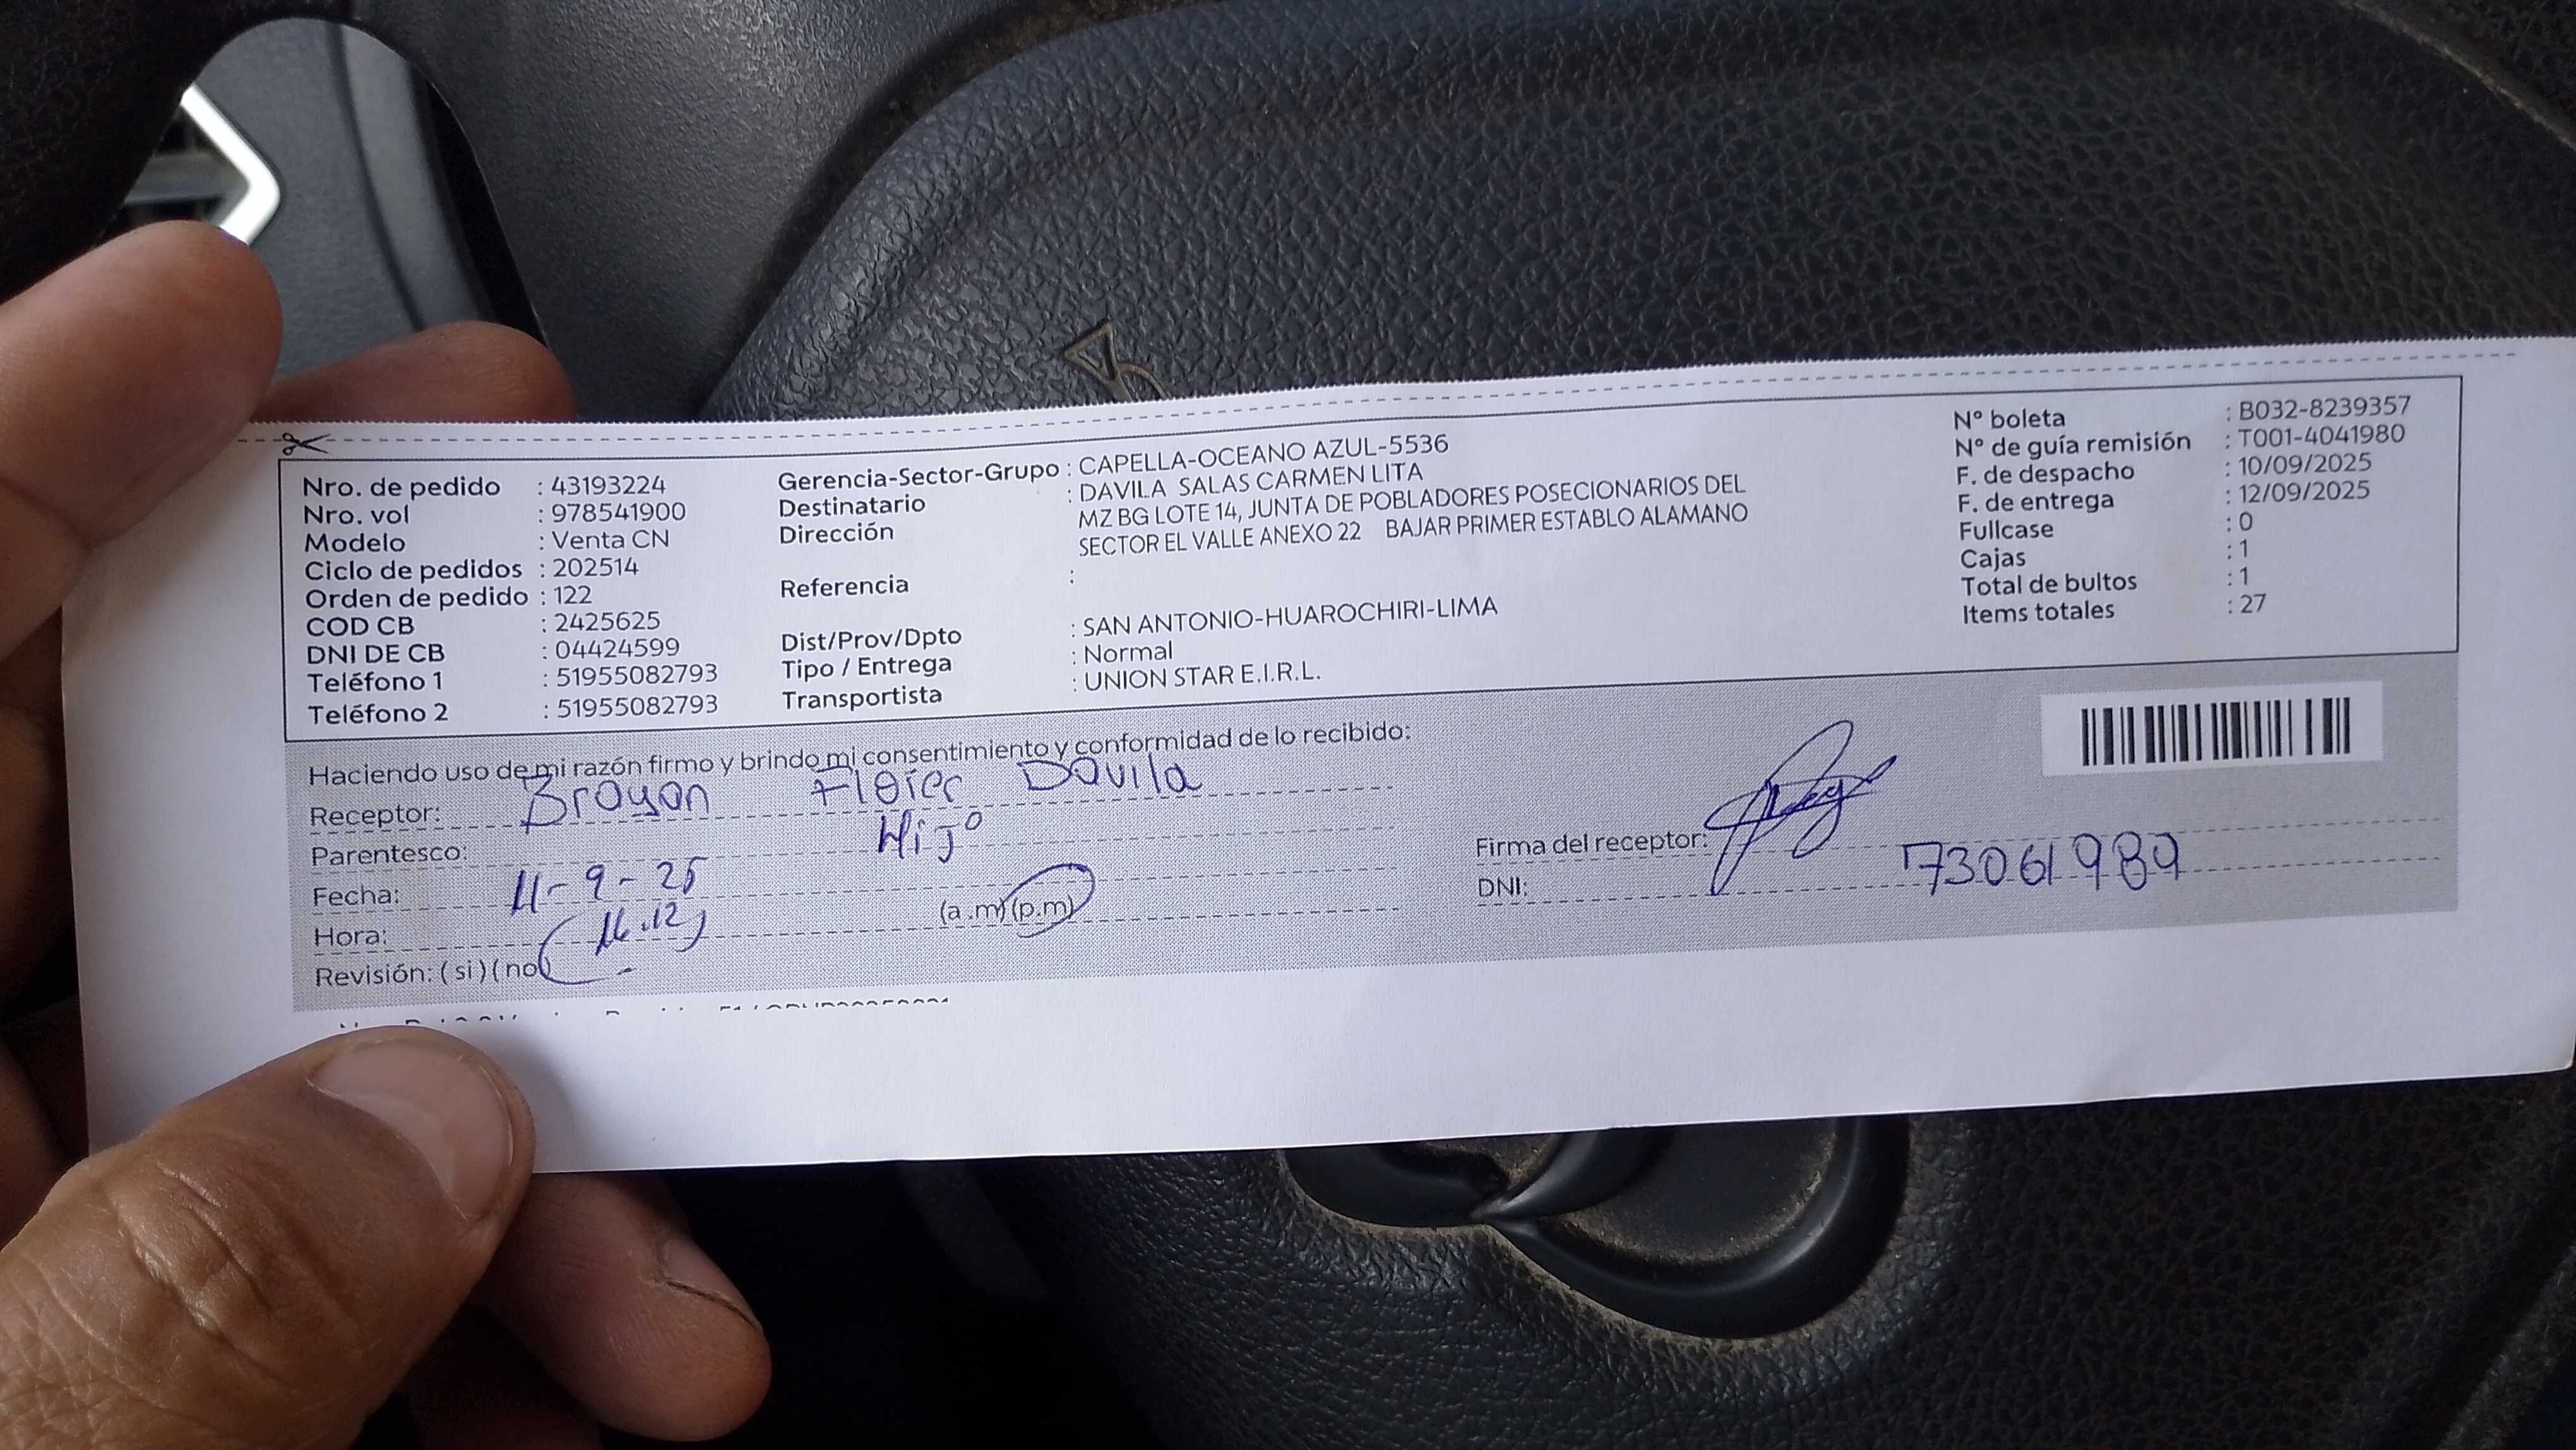 Nro. de pedido : 43193224
Nro. vol : 978541900
Modelo : Venta CN
Ciclo de pedidos : 202514
Orden de pedido : 122
COD CB : 2425625
DNI DE CB : 04424599
Teléfono 1 : 51955082793
Teléfono 2 : 51955082793
Gerencia-Sector-Grupo : CAPELLA-OCEANO AZUL-5536
Destinatario : DAVILA SALAS CARMEN LITA
Dirección MZ BG LOTE 14, JUNTA DE POBLADORES POSECIONARIOS DEL
SECTOR EL VALLE ANEXO 22 BAJAR PRIMER ESTABLO ALAMANO
Referencia :
Dist/Prov/Dpto : SAN ANTONIO-HUAROCHIRI-LIMA
Tipo / Entrega : Normal
Transportista : UNION STAR E.I.R.L.
N° boleta : B032-8239357
N° de guía remisión : T001-4041980
F. de despacho : 10/09/2025
F. de entrega : 12/09/2025
Fullcase : 0
Cajas : 1
Total de bultos : 1
Items totales : 27
Haciendo uso de mi razón firmo y brindo mi consentimiento y conformidad de lo recibido:
Receptor: Brayan Davila
Parentesco: Hijo
Fecha: 11-9-25
Hora: 16.12 (a.m) (p.m)
Revisión: (si) (no)
Firma del receptor:
DNI: 73061989